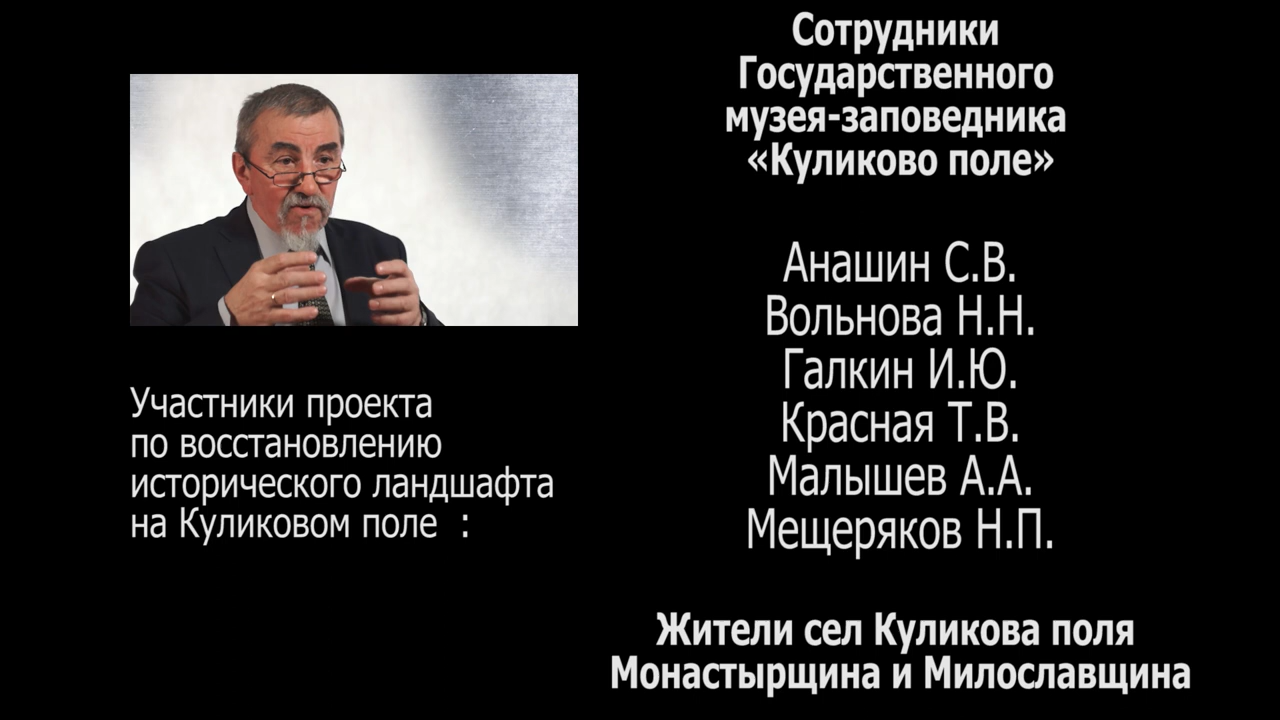 Участники проекта
по восстановлению
исторического ландшафта
на Куликовом поле :
Сотрудники
Государственного
музея-заповедника
«Куликово поле»
Анашин С.В.
Вольнова Н.Н.
Галкин И.Ю.
Красная Т.В.
Малышев А.А.
Мещеряков Н.П.
Жители сел Куликова поля
Монастырщина и Милославщина